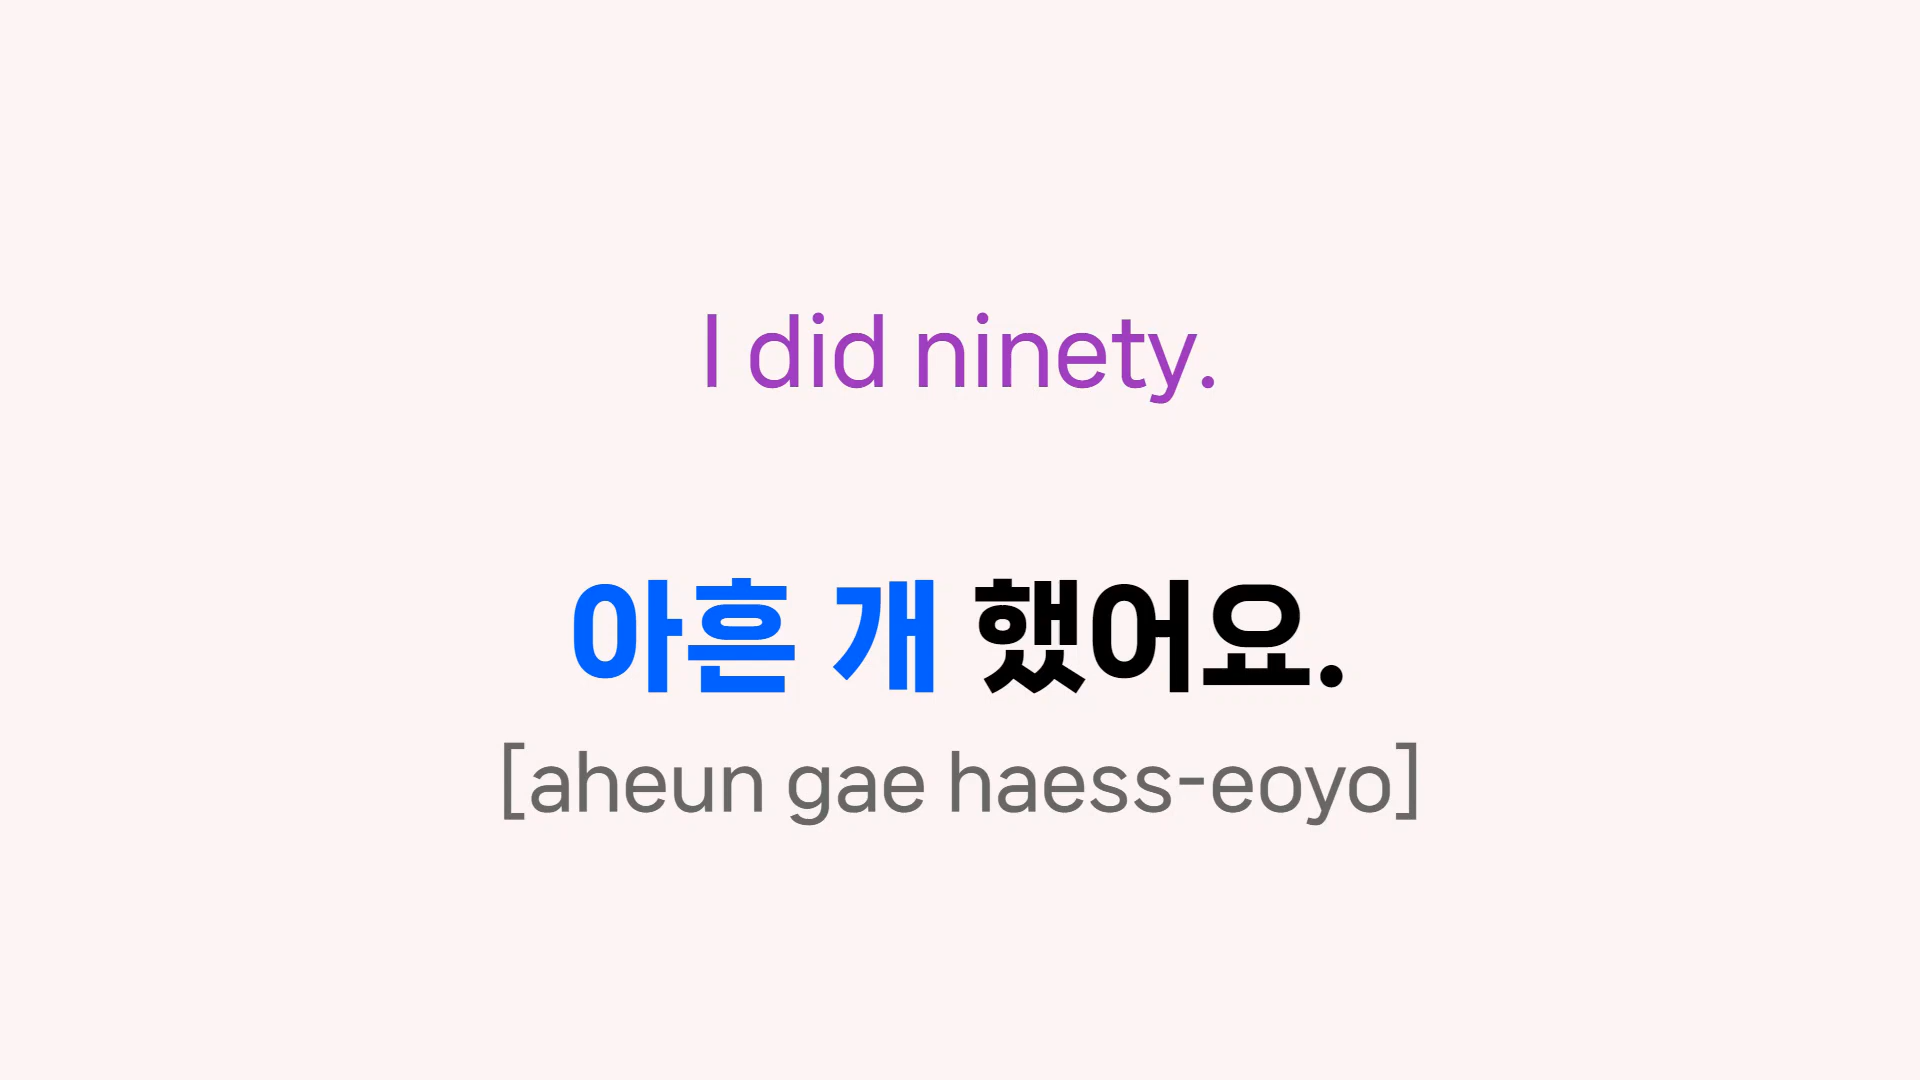 I did ninety.
아흔 개 했어요.
[aheun gae haess-eoyo]